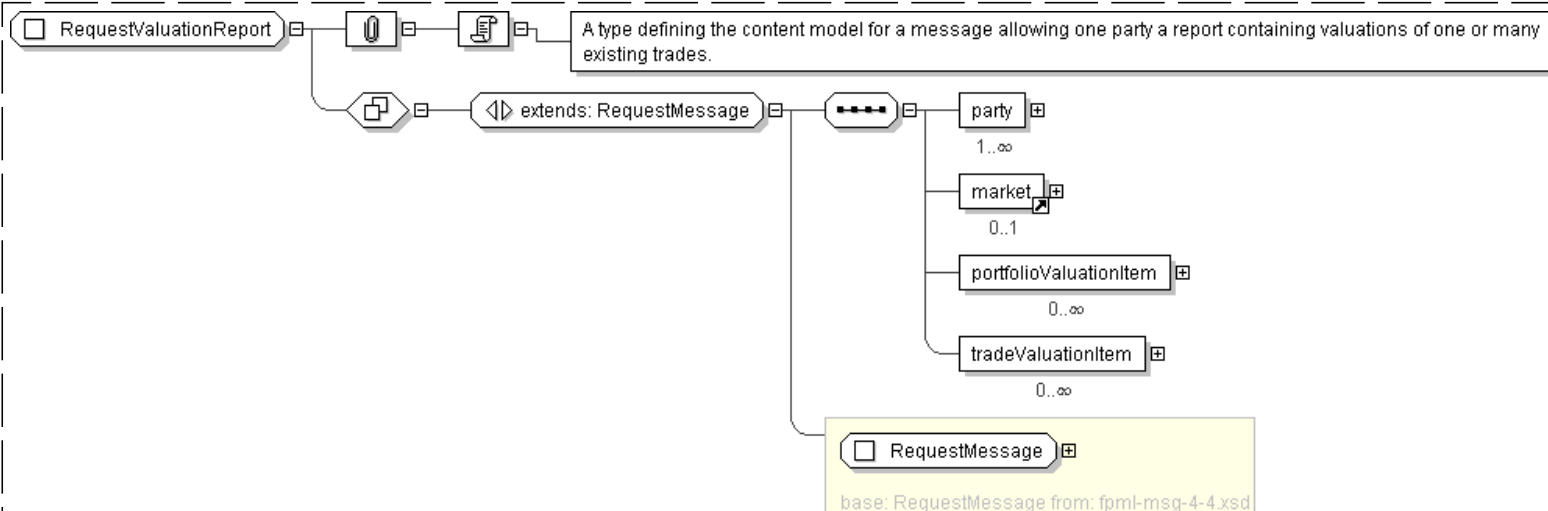 RequestValuationReport
A type defining the content model for a message allowing one party a report containing valuations of one or many
existing trades.
extends: RequestMessage
party
1..∞
market
0..1
portfolioValuationItem
0..∞
tradeValuationItem
0..∞
RequestMessage
base: RequestMessage from: fpml-msg-4-4.xsd